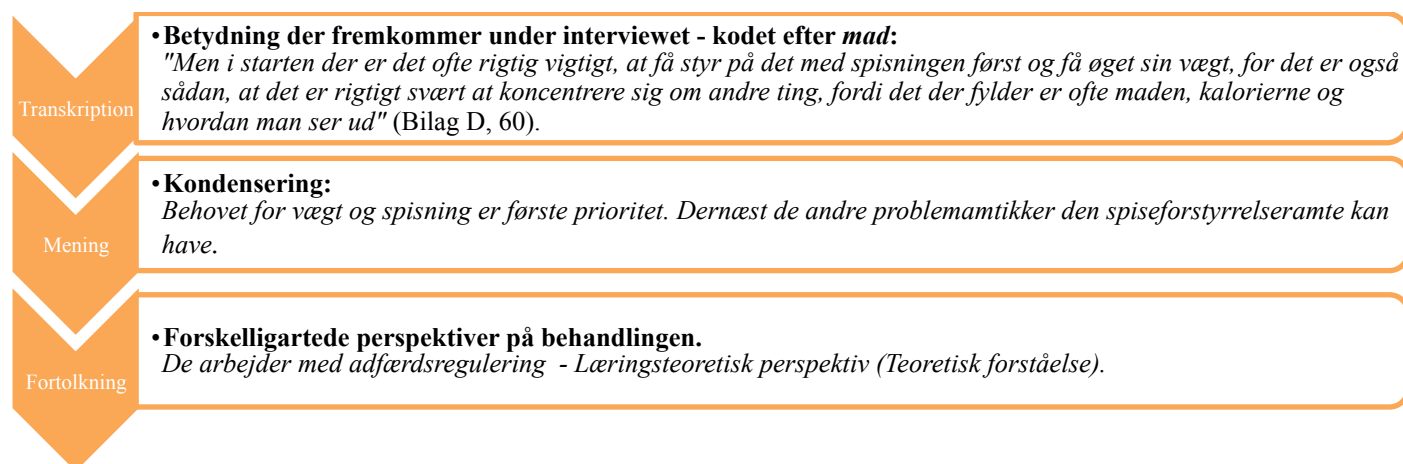 Transkription
•Betydning der fremkommer under interviewet - kodet efter mad:
"Men i starten der er det ofte rigtig vigtigt, at få styr på det med spisningen først og få øget sin vægt, for det er også
sådan, at det er rigtigt svært at koncentrere sig om andre ting, fordi det der fylder er ofte maden, kalorierne og
hvordan man ser ud" (Bilag D, 60).
Mening
•Kondensering:
Behovet for vægt og spisning er første prioritet. Dernæst de andre problemamtikker den spiseforstyrrelseramte kan
have.
Fortolkning
•Forskelligartede perspektiver på behandlingen.
De arbejder med adfærdsregulering  - Læringsteoretisk perspektiv (Teoretisk forståelse).